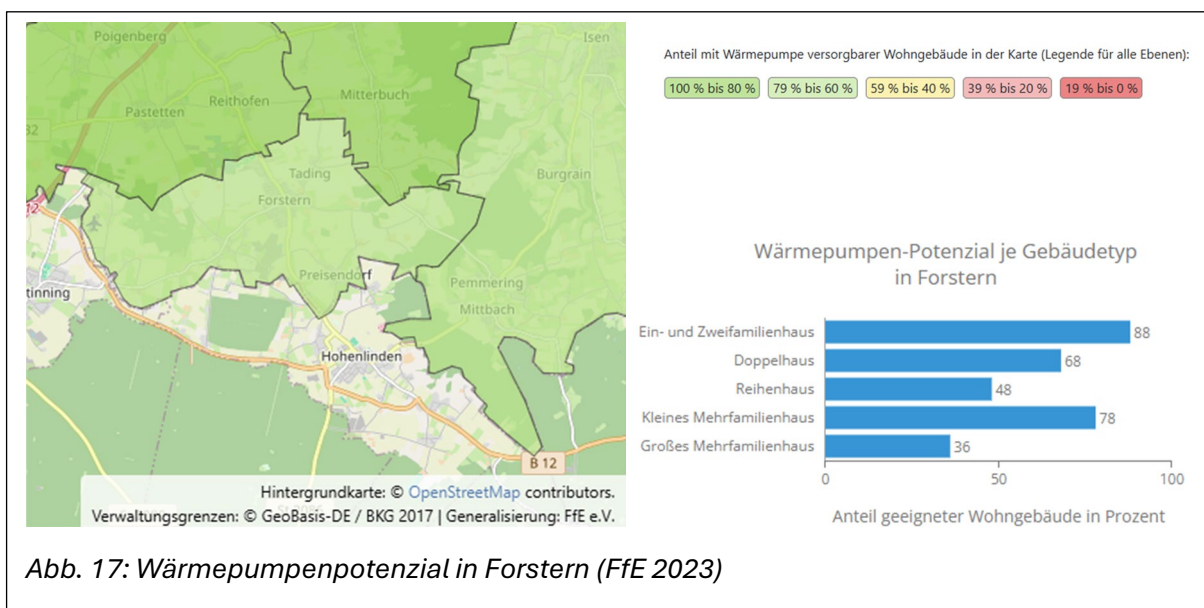 Poigenberg
Isen
Reithofen
Mitterbuch
Pastetten
Tading
Burgrain
Forstern
12
Preisendorf
Pemmering
tinning
Mittbach
Hohenlinden
B 12
Hintergrundkarte: © OpenStreetMap contributors.
Verwaltungsgrenzen: © GeoBasis-DE / BKG 2017 | Generalisierung: FfE e.V.
Anteil mit Wärmepumpe versorgbarer Wohngebäude in der Karte (Legende für alle Ebenen):
100 % bis 80 % 79 % bis 60 % 59 % bis 40 % 39 % bis 20 % 19 % bis 0 %
Wärmepumpen-Potenzial je Gebäudetyp
in Forstern
Ein- und Zweifamilienhaus 88
Doppelhaus 68
Reihenhaus 48
Kleines Mehrfamilienhaus 78
Großes Mehrfamilienhaus 36
0 50 100
Anteil geeigneter Wohngebäude in Prozent
Abb. 17: Wärmepumpenpotenzial in Forstern (FfE 2023)